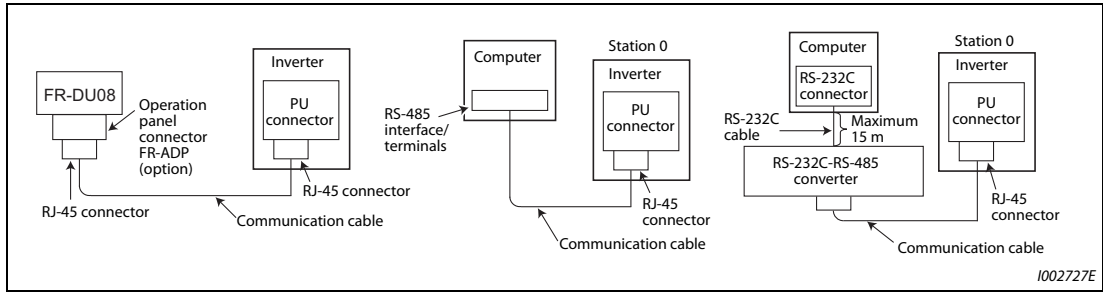 FR-DU08
Operation
panel
connector
FR-ADP
(option)
RJ-45 connector
Inverter
PU
connector
RJ-45 connector
Communication cable
Computer
RS-485
interface/
terminals
Station 0
Inverter
PU
connector
RJ-45
connector
Communication cable
Computer
RS-232C
connector
RS-232C
cable
Maximum
15 m
RS-232C-RS-485
converter
Station 0
Inverter
PU
connector
RJ-45
connector
Communication cable
I002727E